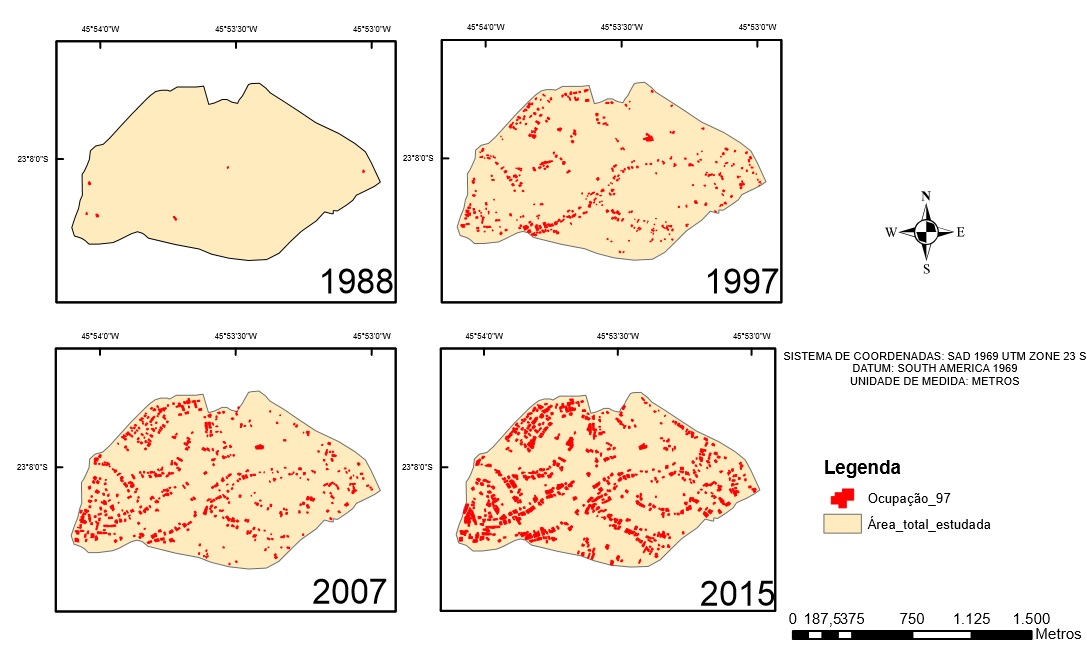 45°54'0"W 45°53'30"W 45°53'0"W
45°54'0"W 45°53'30"W 45°53'0"W
23°8'0"S
23°8'0"S
1988
1997
N
W E
S
45°54'0"W 45°53'30"W 45°53'0"W
45°54'0"W 45°53'30"W 45°53'0"W
23°8'0"S
23°8'0"S
2007
2015
SISTEMA DE COORDENADAS: SAD 1969 UTM ZONE 23 S
DATUM: SOUTH AMERICA 1969
UNIDADE DE MEDIDA: METROS
Legenda
Ocupação_97
Área_total_estudada
0 187,5375 750 1.125 1.500
Metros